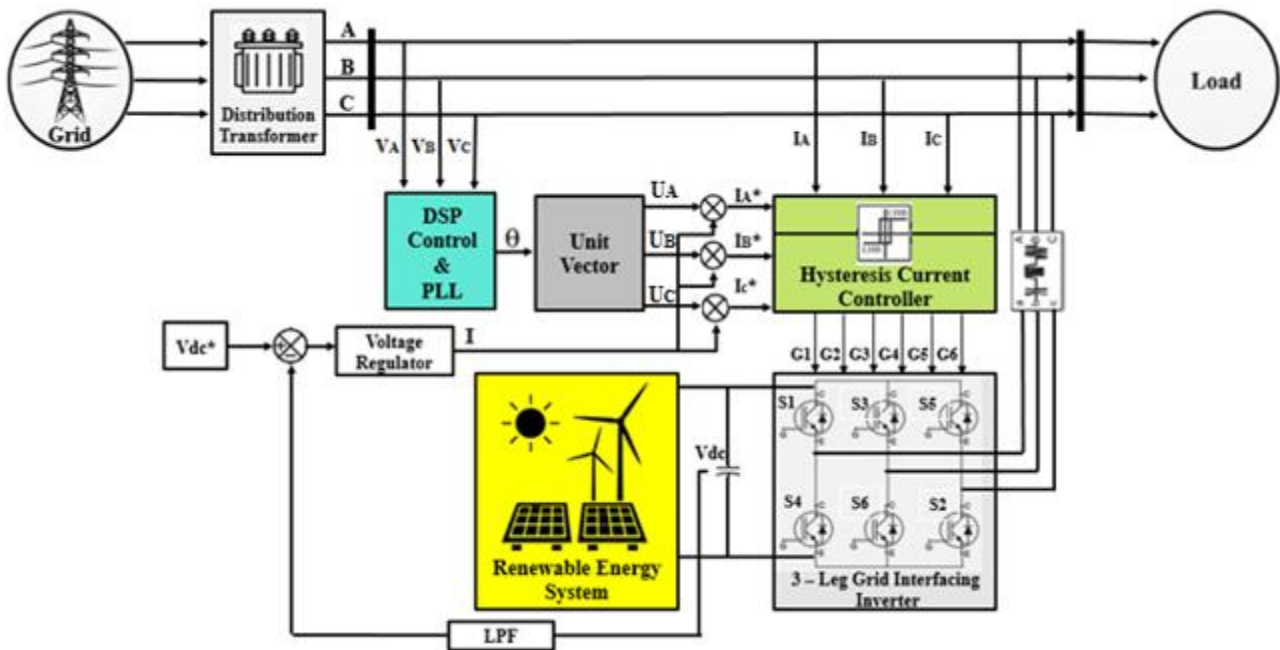 Grid
Distribution
Transformer
A
B
C
Load
VA
VB
VC
IA
IB
IC
DSP
Control
&
PLL
θ
Unit
Vector
UA
UB
UC
IA*
IB*
Ic*
Hysteresis Current
Controller
A
C
Vdc*
Voltage
Regulator
I
G1
G2
G3
G4
G5
G6
S1
S3
S5
S4
S6
S2
Vdc
Renewable Energy
System
3 – Leg Grid Interfacing
Inverter
LPF